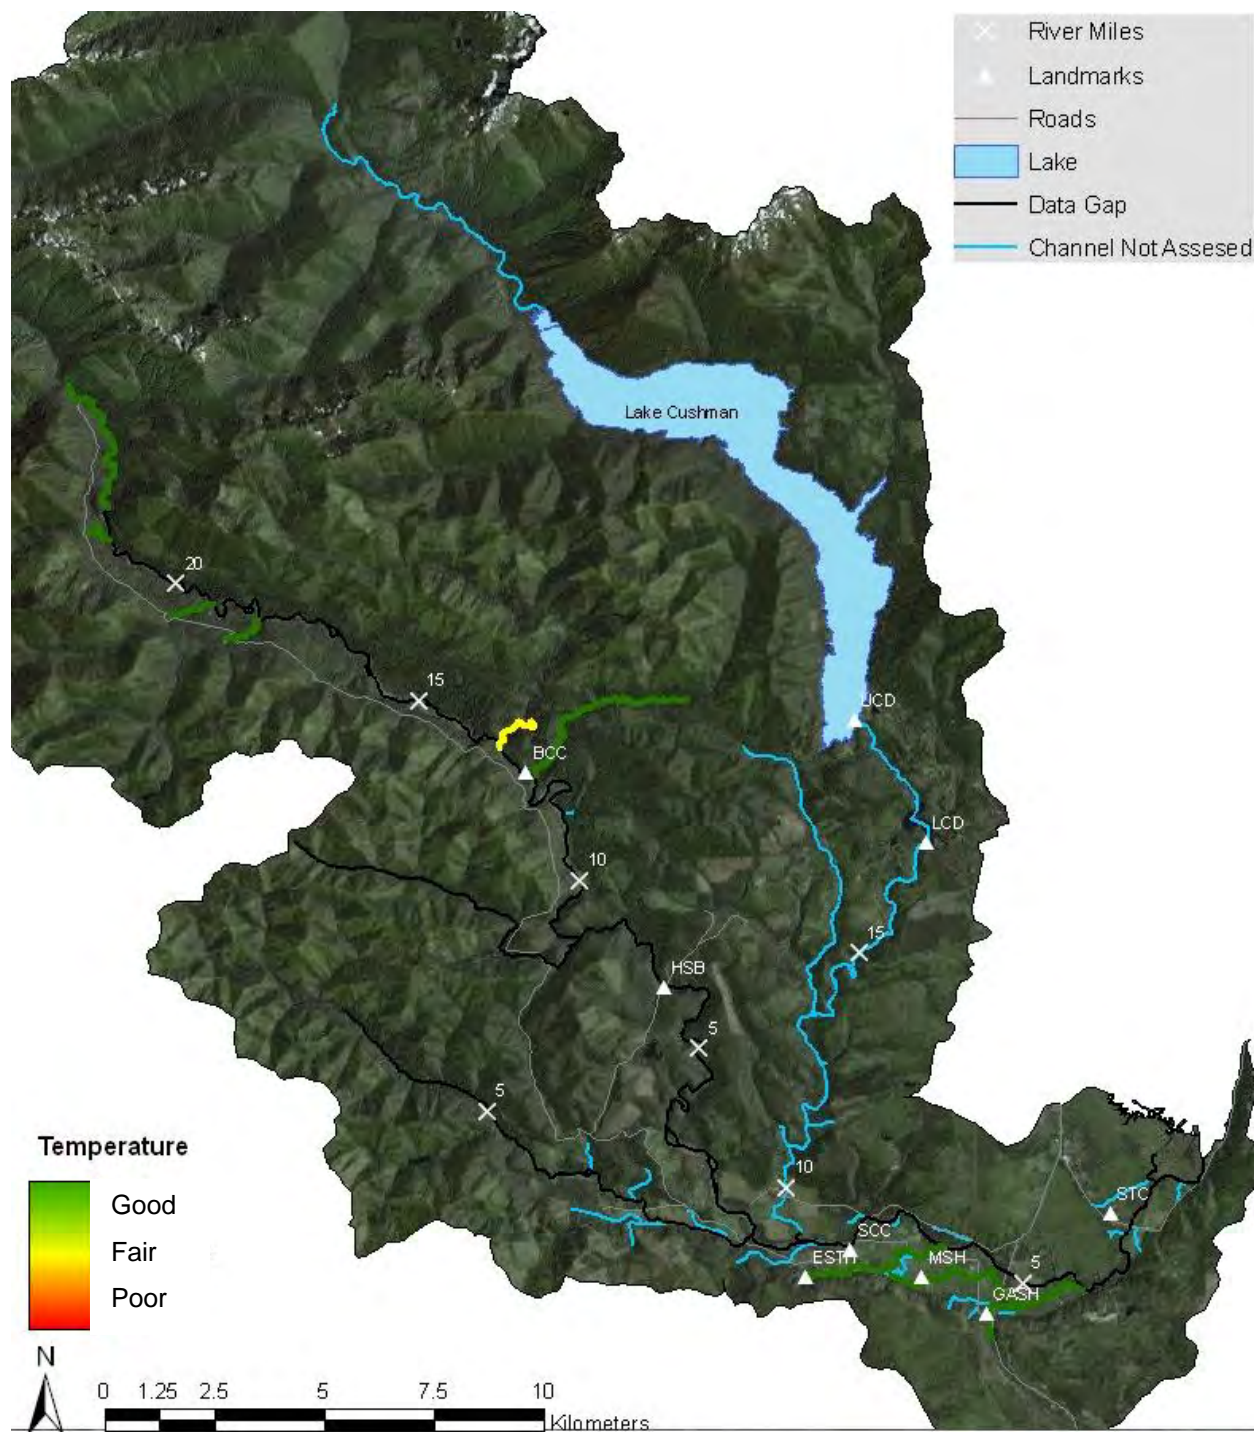 River Miles
Landmarks
Roads
Lake
Data Gap
Channel Not Assesed
Lake Cushman
20
15
UCD
BCC
LCD
10
15
HSB
5
5
10
STC
SCC
ESTH
MSH
5
GASH
Temperature
Good
Fair
Poor
N
0 1.25 2.5 5 7.5 10
Kilometers